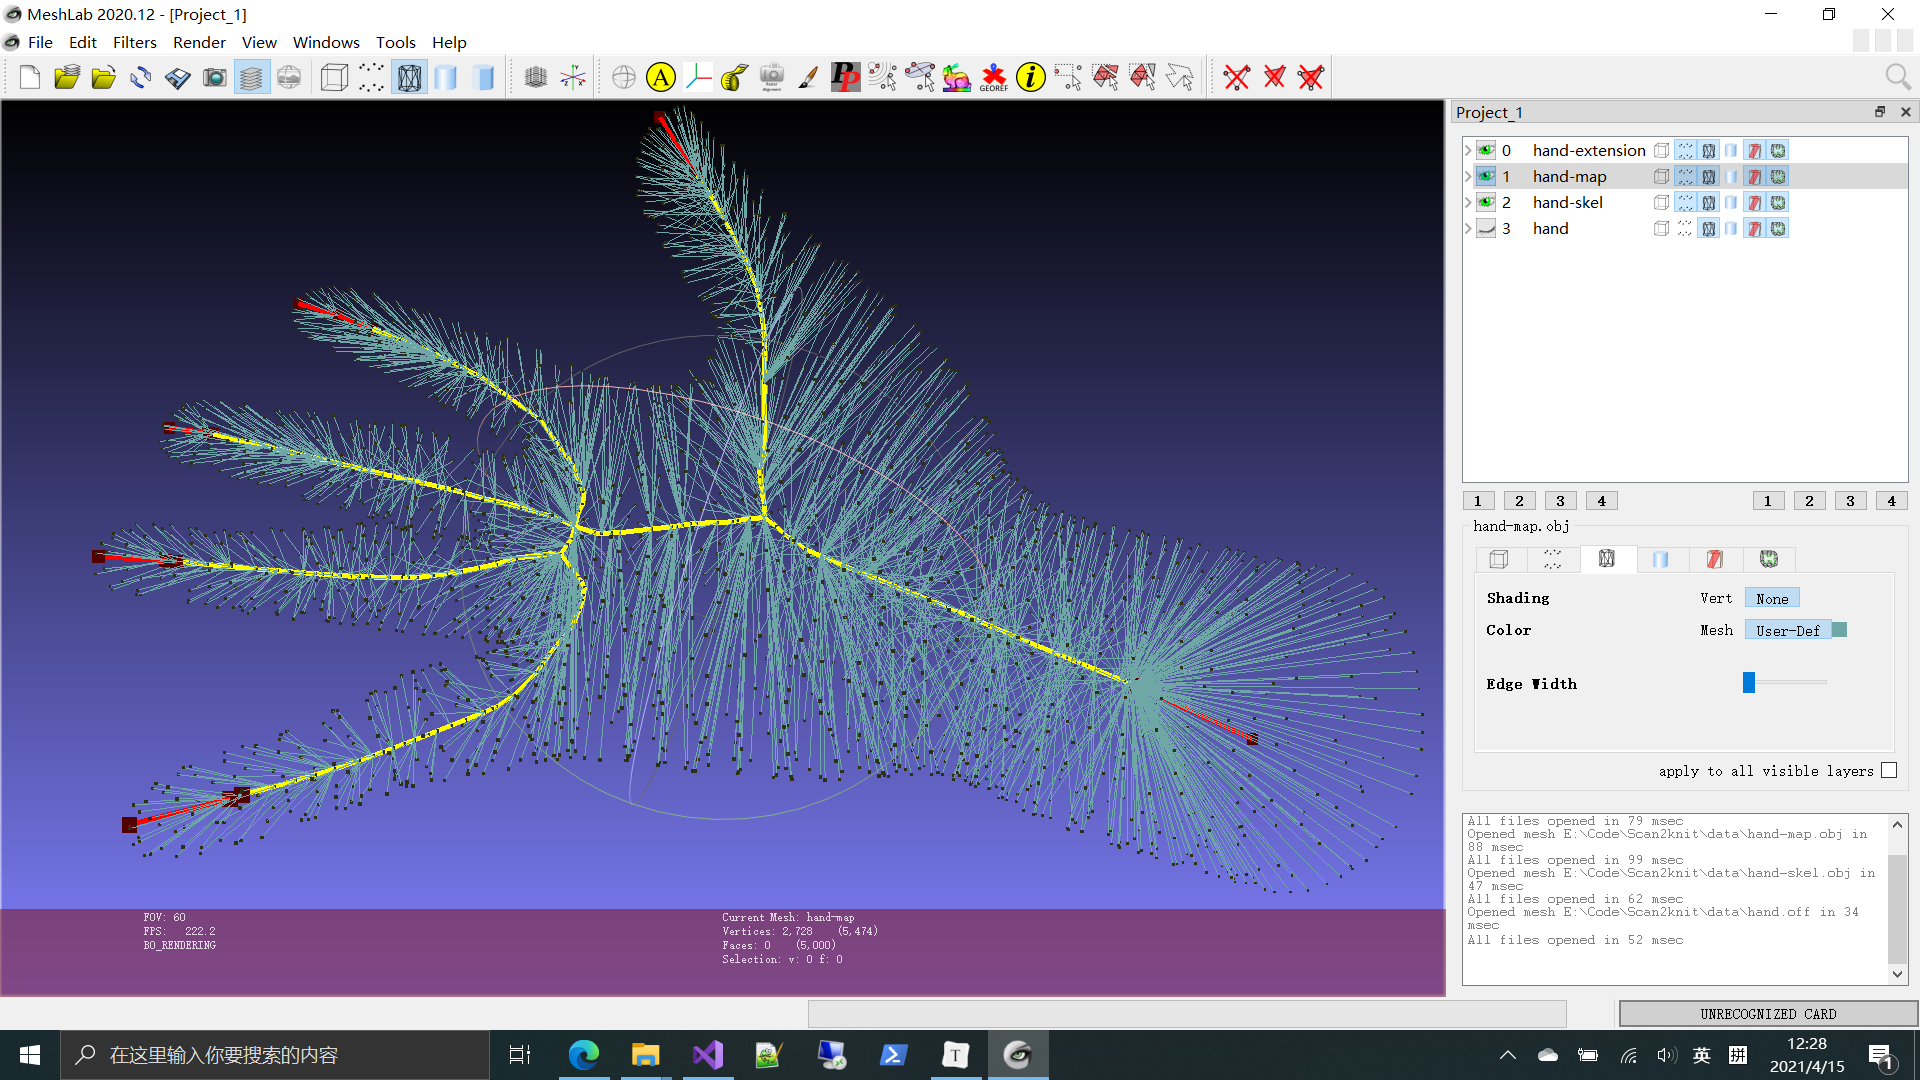 MeshLab 2020.12 - [Project_1]
File Edit Filters Render View Windows Tools Help
A
PP
GEOREF
i
Project_1
0 hand-extension
1 hand-map
2 hand-skel
3 hand
1 2 3 4 1 2 3 4
hand-map.obj
Shading Vert None
Color Mesh User-Def
Edge Width
apply to all visible layers
All files opened in 79 msec
Opened mesh E:\Code\Scan2knit\data\hand-map.obj in
88 msec
All files opened in 99 msec
Opened mesh E:\Code\Scan2knit\data\hand-skel.obj in
47 msec
All files opened in 62 msec
Opened mesh E:\Code\Scan2knit\data\hand.off in 34
msec
All files opened in 52 msec
FOV: 60
FPS: 222.2
BO_RENDERING
Current Mesh: hand-map
Vertices: 2,728 (5,474)
Faces: 0 (5,000)
Selection: v: 0 f: 0
UNRECOGNIZED CARD
在这里输入你要搜索的内容
T
英
拼
12:28
2021/4/15
1